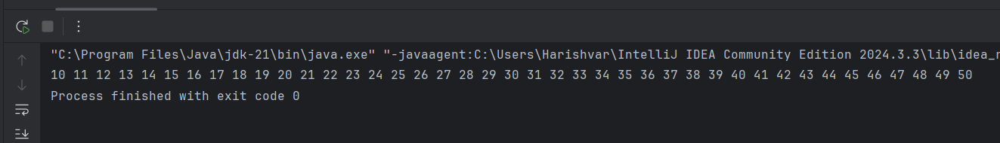 "C:\Program Files\Java\jdk-21\bin\java.exe" "-javaagent:C:\Users\Harishvar\IntelliJ IDEA Community Edition 2024.3.3\lib\idea_r
10 11 12 13 14 15 16 17 18 19 20 21 22 23 24 25 26 27 28 29 30 31 32 33 34 35 36 37 38 39 40 41 42 43 44 45 46 47 48 49 50
Process finished with exit code 0